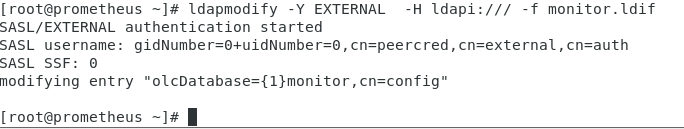 [root@prometheus ~]# ldapmodify -Y EXTERNAL  -H ldapi:/// -f monitor.ldif
SASL/EXTERNAL authentication started
SASL username: gidNumber=0+uidNumber=0,cn=peercred,cn=external,cn=auth
SASL SSF: 0
modifying entry "olcDatabase={1}monitor,cn=config"
[root@prometheus ~]#